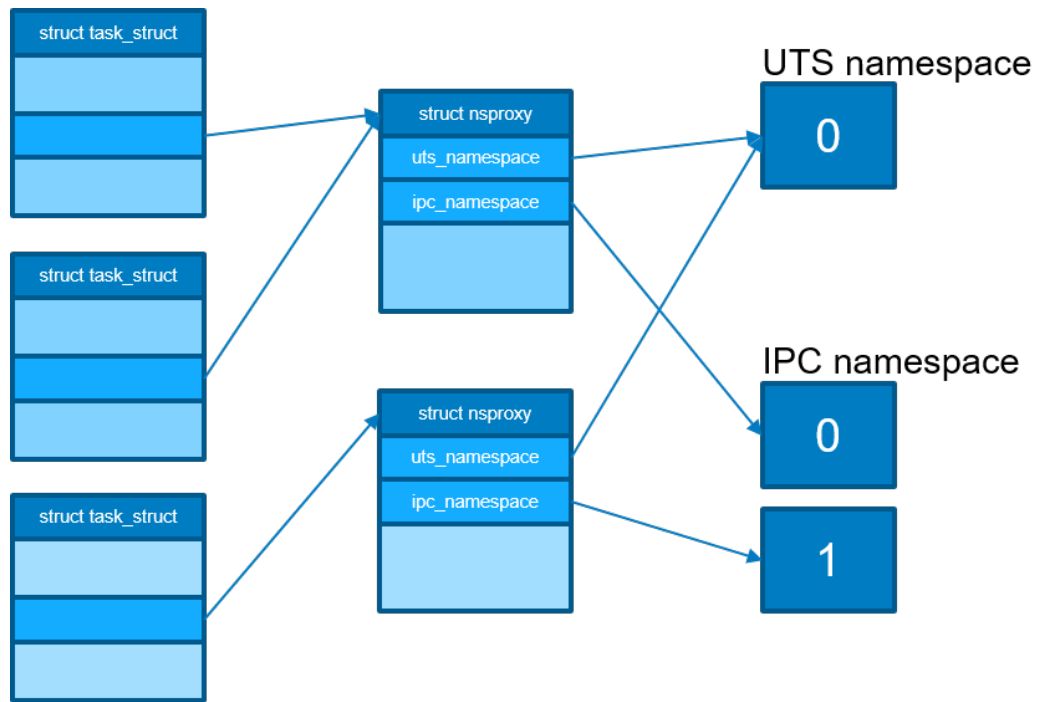 struct task_struct
struct task_struct
struct task_struct
struct nsproxy
uts_namespace
ipc_namespace
struct nsproxy
uts_namespace
ipc_namespace
UTS namespace
0
IPC namespace
0
1